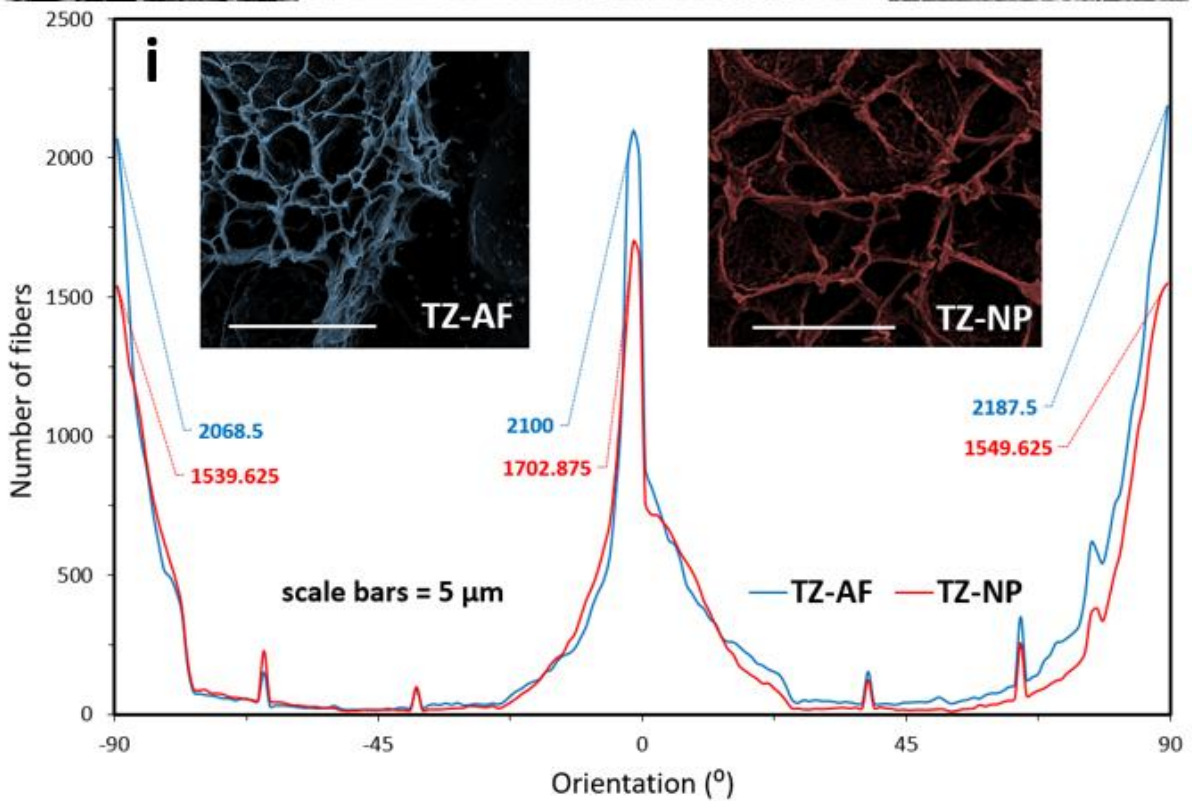 2500
i
TZ-AF
TZ-NP
2000
1500
1000
500
0
Number of fibers
2068.5
1539.625
2100
1702.875
2187.5
1549.625
scale bars = 5 µm
TZ-AF
TZ-NP
-90
-45
0
45
90
Orientation (⁰)